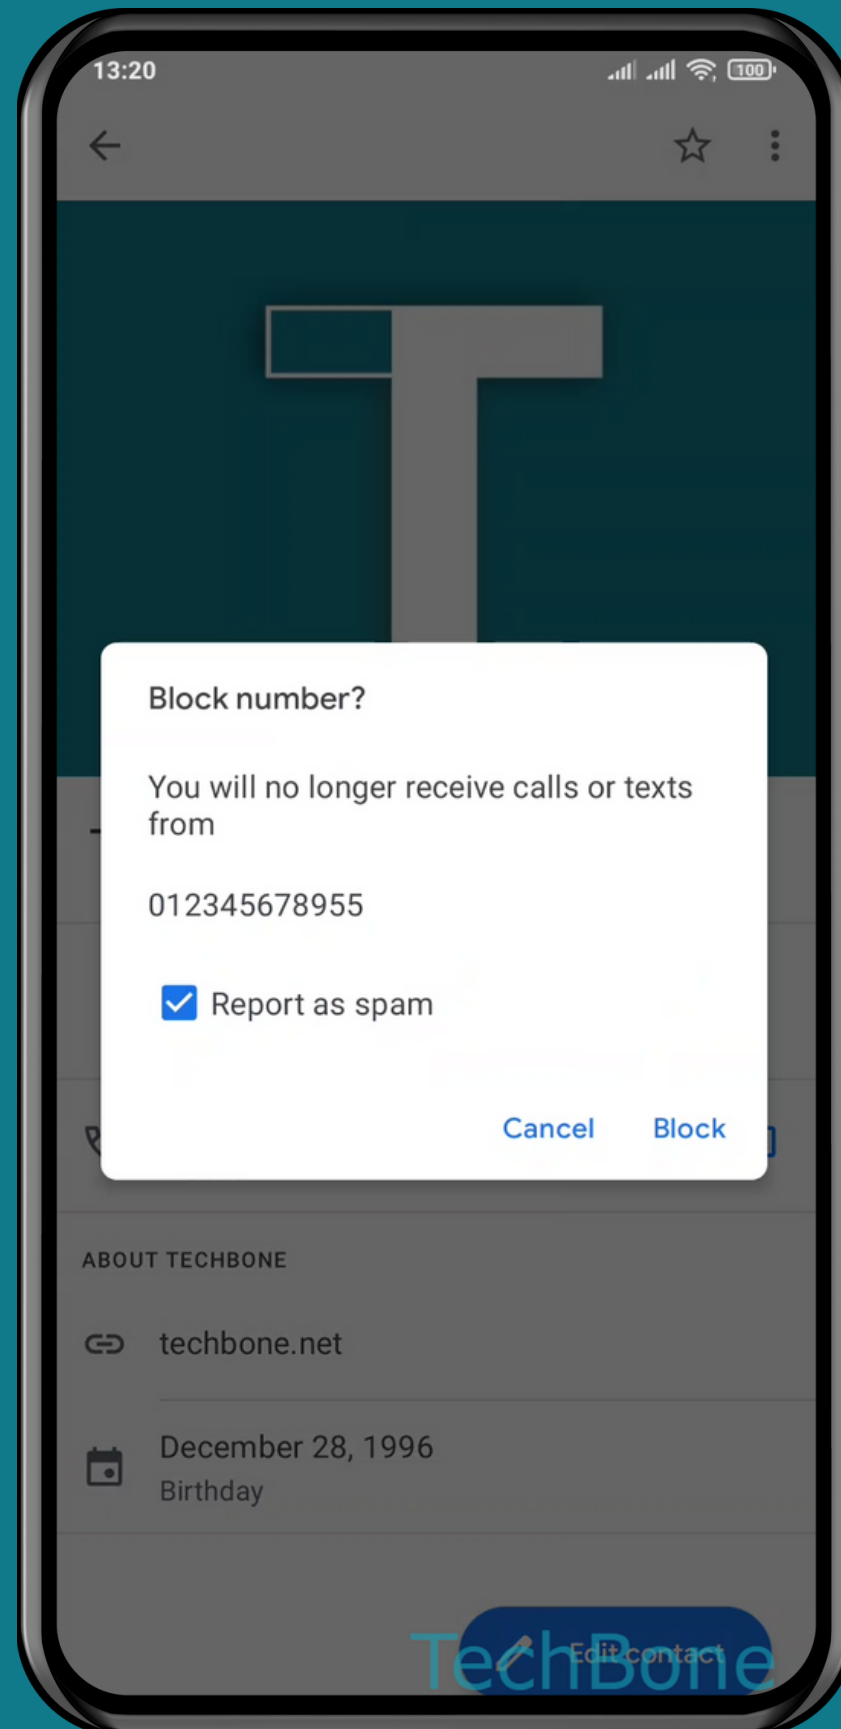 13:20
100
T
Block number?
You will no longer receive calls or texts
from
012345678955
Report as spam
Cancel Block
ABOUT TECHBONE
techbone.net
December 28, 1996
Birthday
Edit contact
TechBone